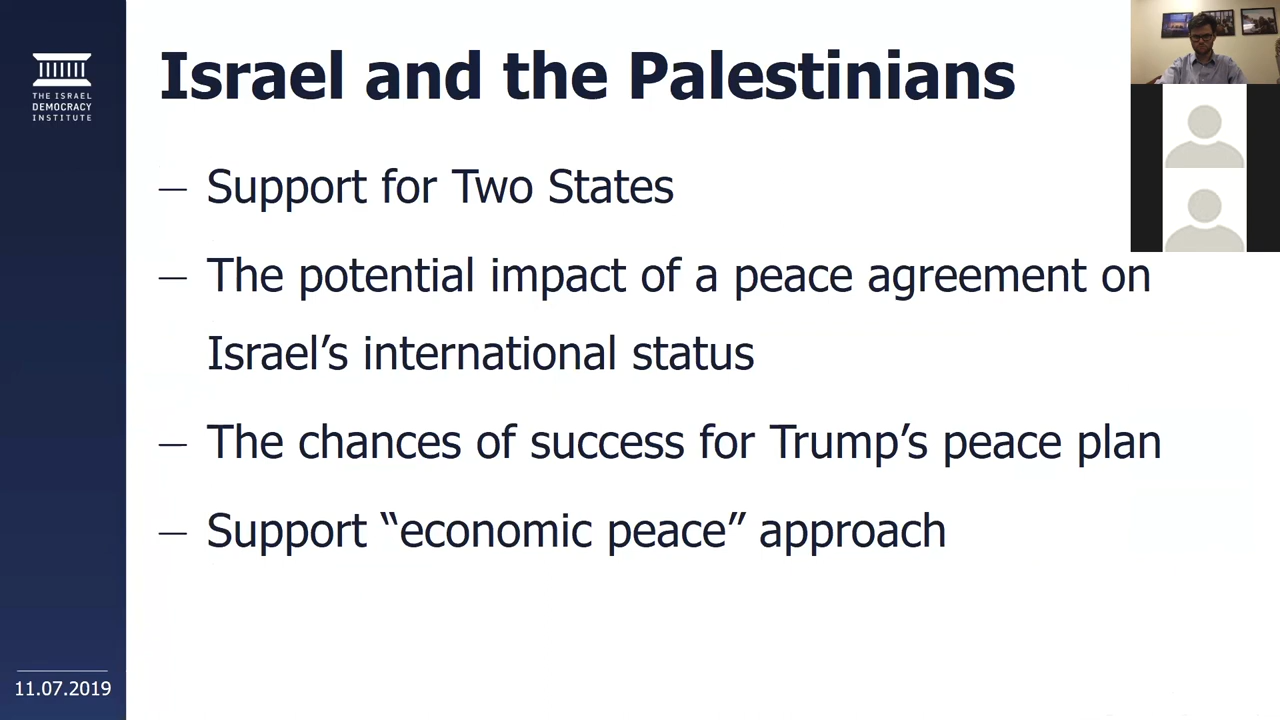 THE ISRAEL
DEMOCRACY
INSTITUTE
Israel and the Palestinians
– Support for Two States
– The potential impact of a peace agreement on
Israel’s international status
– The chances of success for Trump’s peace plan
– Support “economic peace” approach
11.07.2019